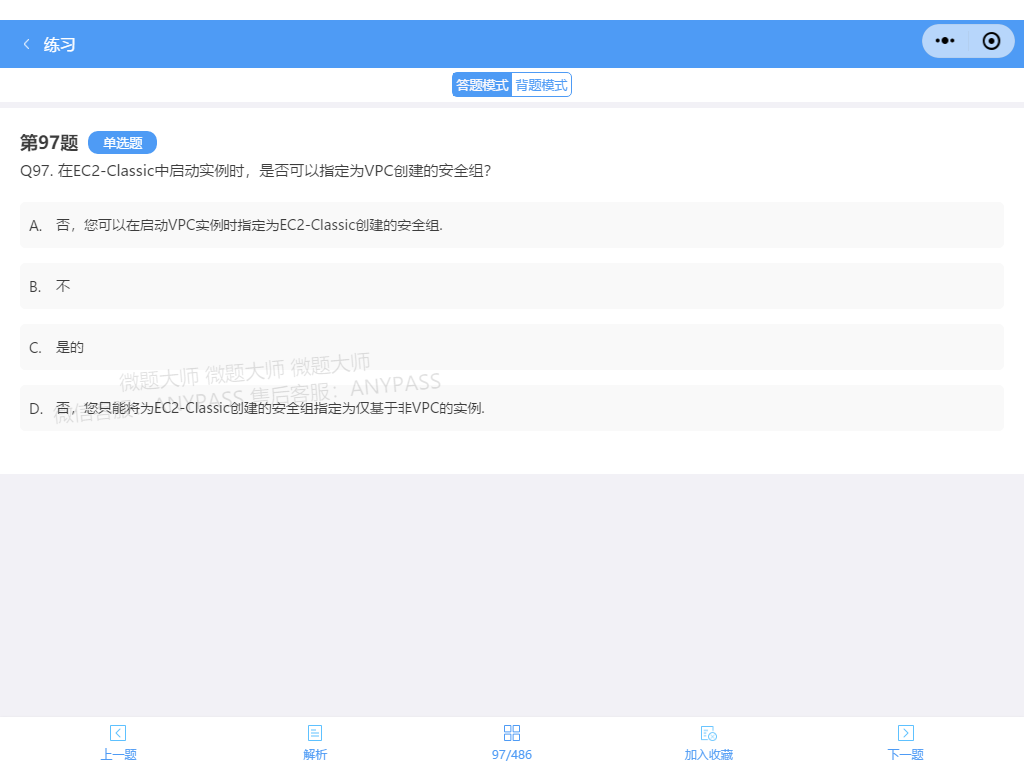 练习
答题模式 背题模式
第97题 单选题
Q97. 在EC2-Classic中启动实例时，是否可以指定为VPC创建的安全组？
A. 否，您可以在启动VPC实例时指定为EC2-Classic创建的安全组.
B. 不
C. 是的
微题大师 微题大师 微题大师
微信客服：ANYPASS 售后客服：ANYPASS
D. 否，您只能将为EC2-Classic创建的安全组指定为仅基于非VPC的实例.
上一题 解析 97/486 加入收藏 下一题